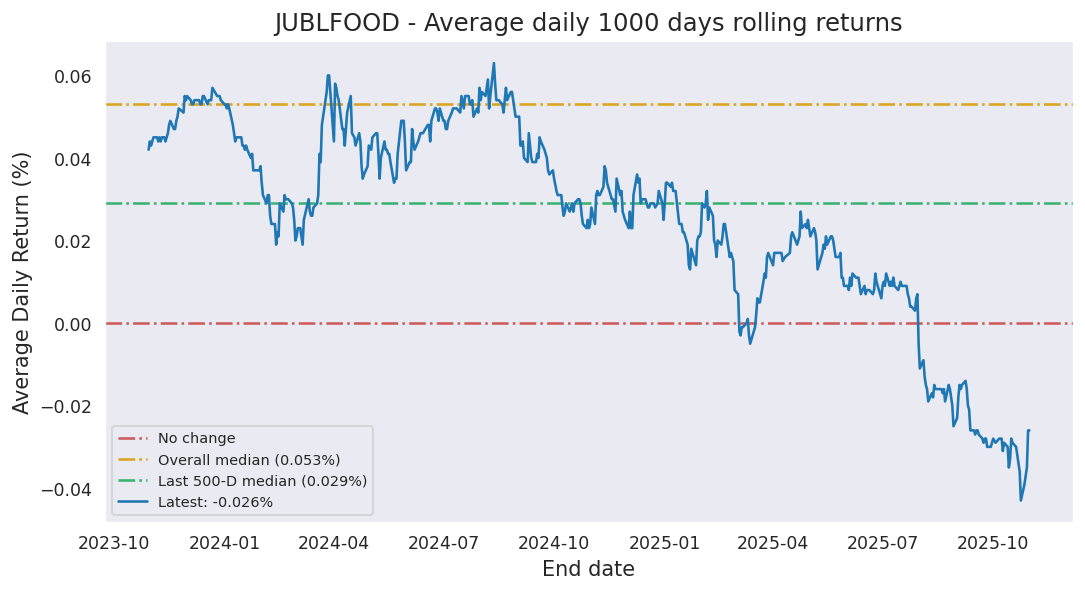 JUBLFOOD - Average daily 1000 days rolling returns
Average Daily Return (%)
0.06
0.04
0.02
0.00
−0.02
−0.04
No change
Overall median (0.053%)
Last 500-D median (0.029%)
Latest: -0.026%
2023-10 2024-01 2024-04 2024-07 2024-10 2025-01 2025-04 2025-07 2025-10
End date